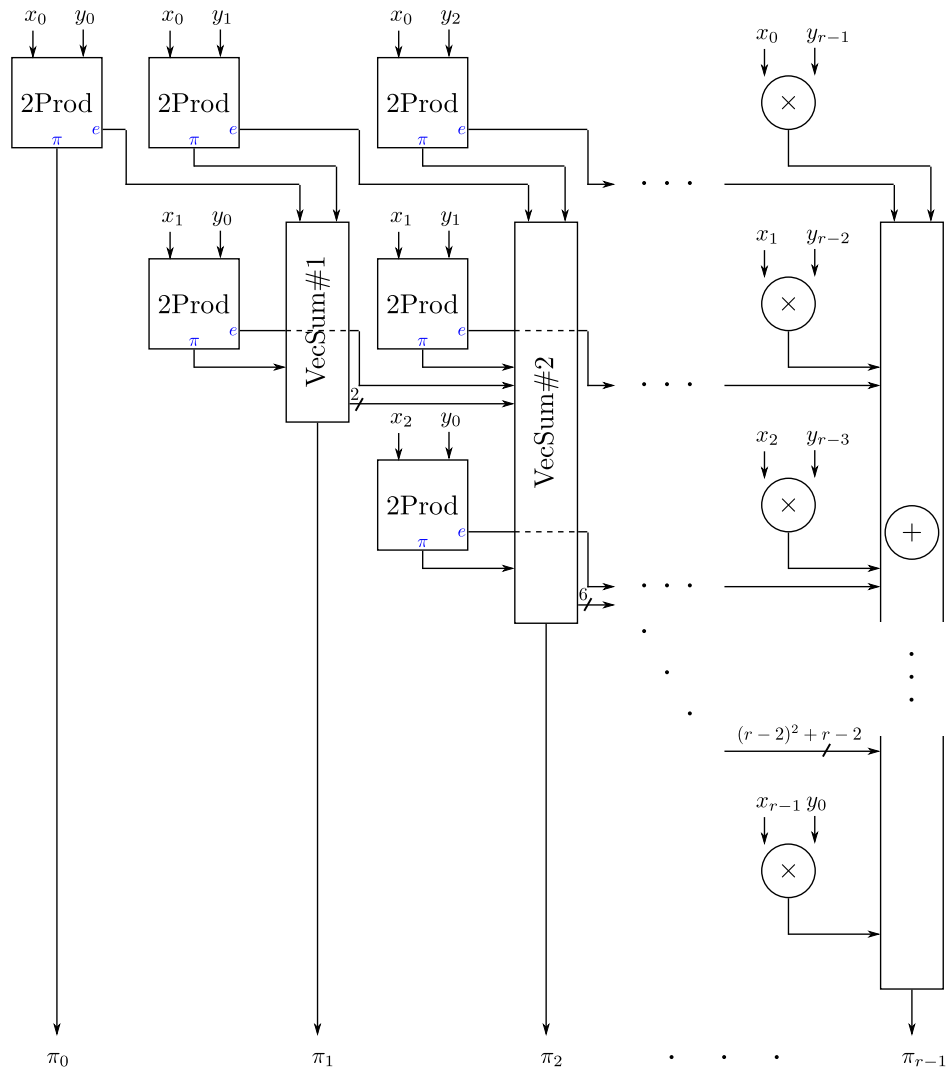 x₀ y₀ x₀ y₁ x₀ y₂ x₀ yᵣ₋₁
2Prod 2Prod 2Prod ×
e e e
π π π
x₁ y₀ x₁ y₁ x₁ yᵣ₋₂
2Prod VecSum#1 2Prod ×
e e
π π
2
x₂ y₀ VecSum#2 x₂ yᵣ₋₃
2Prod ×
e +
π
6
(r − 2)² + r − 2
xᵣ₋₁ y₀
×
π₀ π₁ π₂ · · · πᵣ₋₁